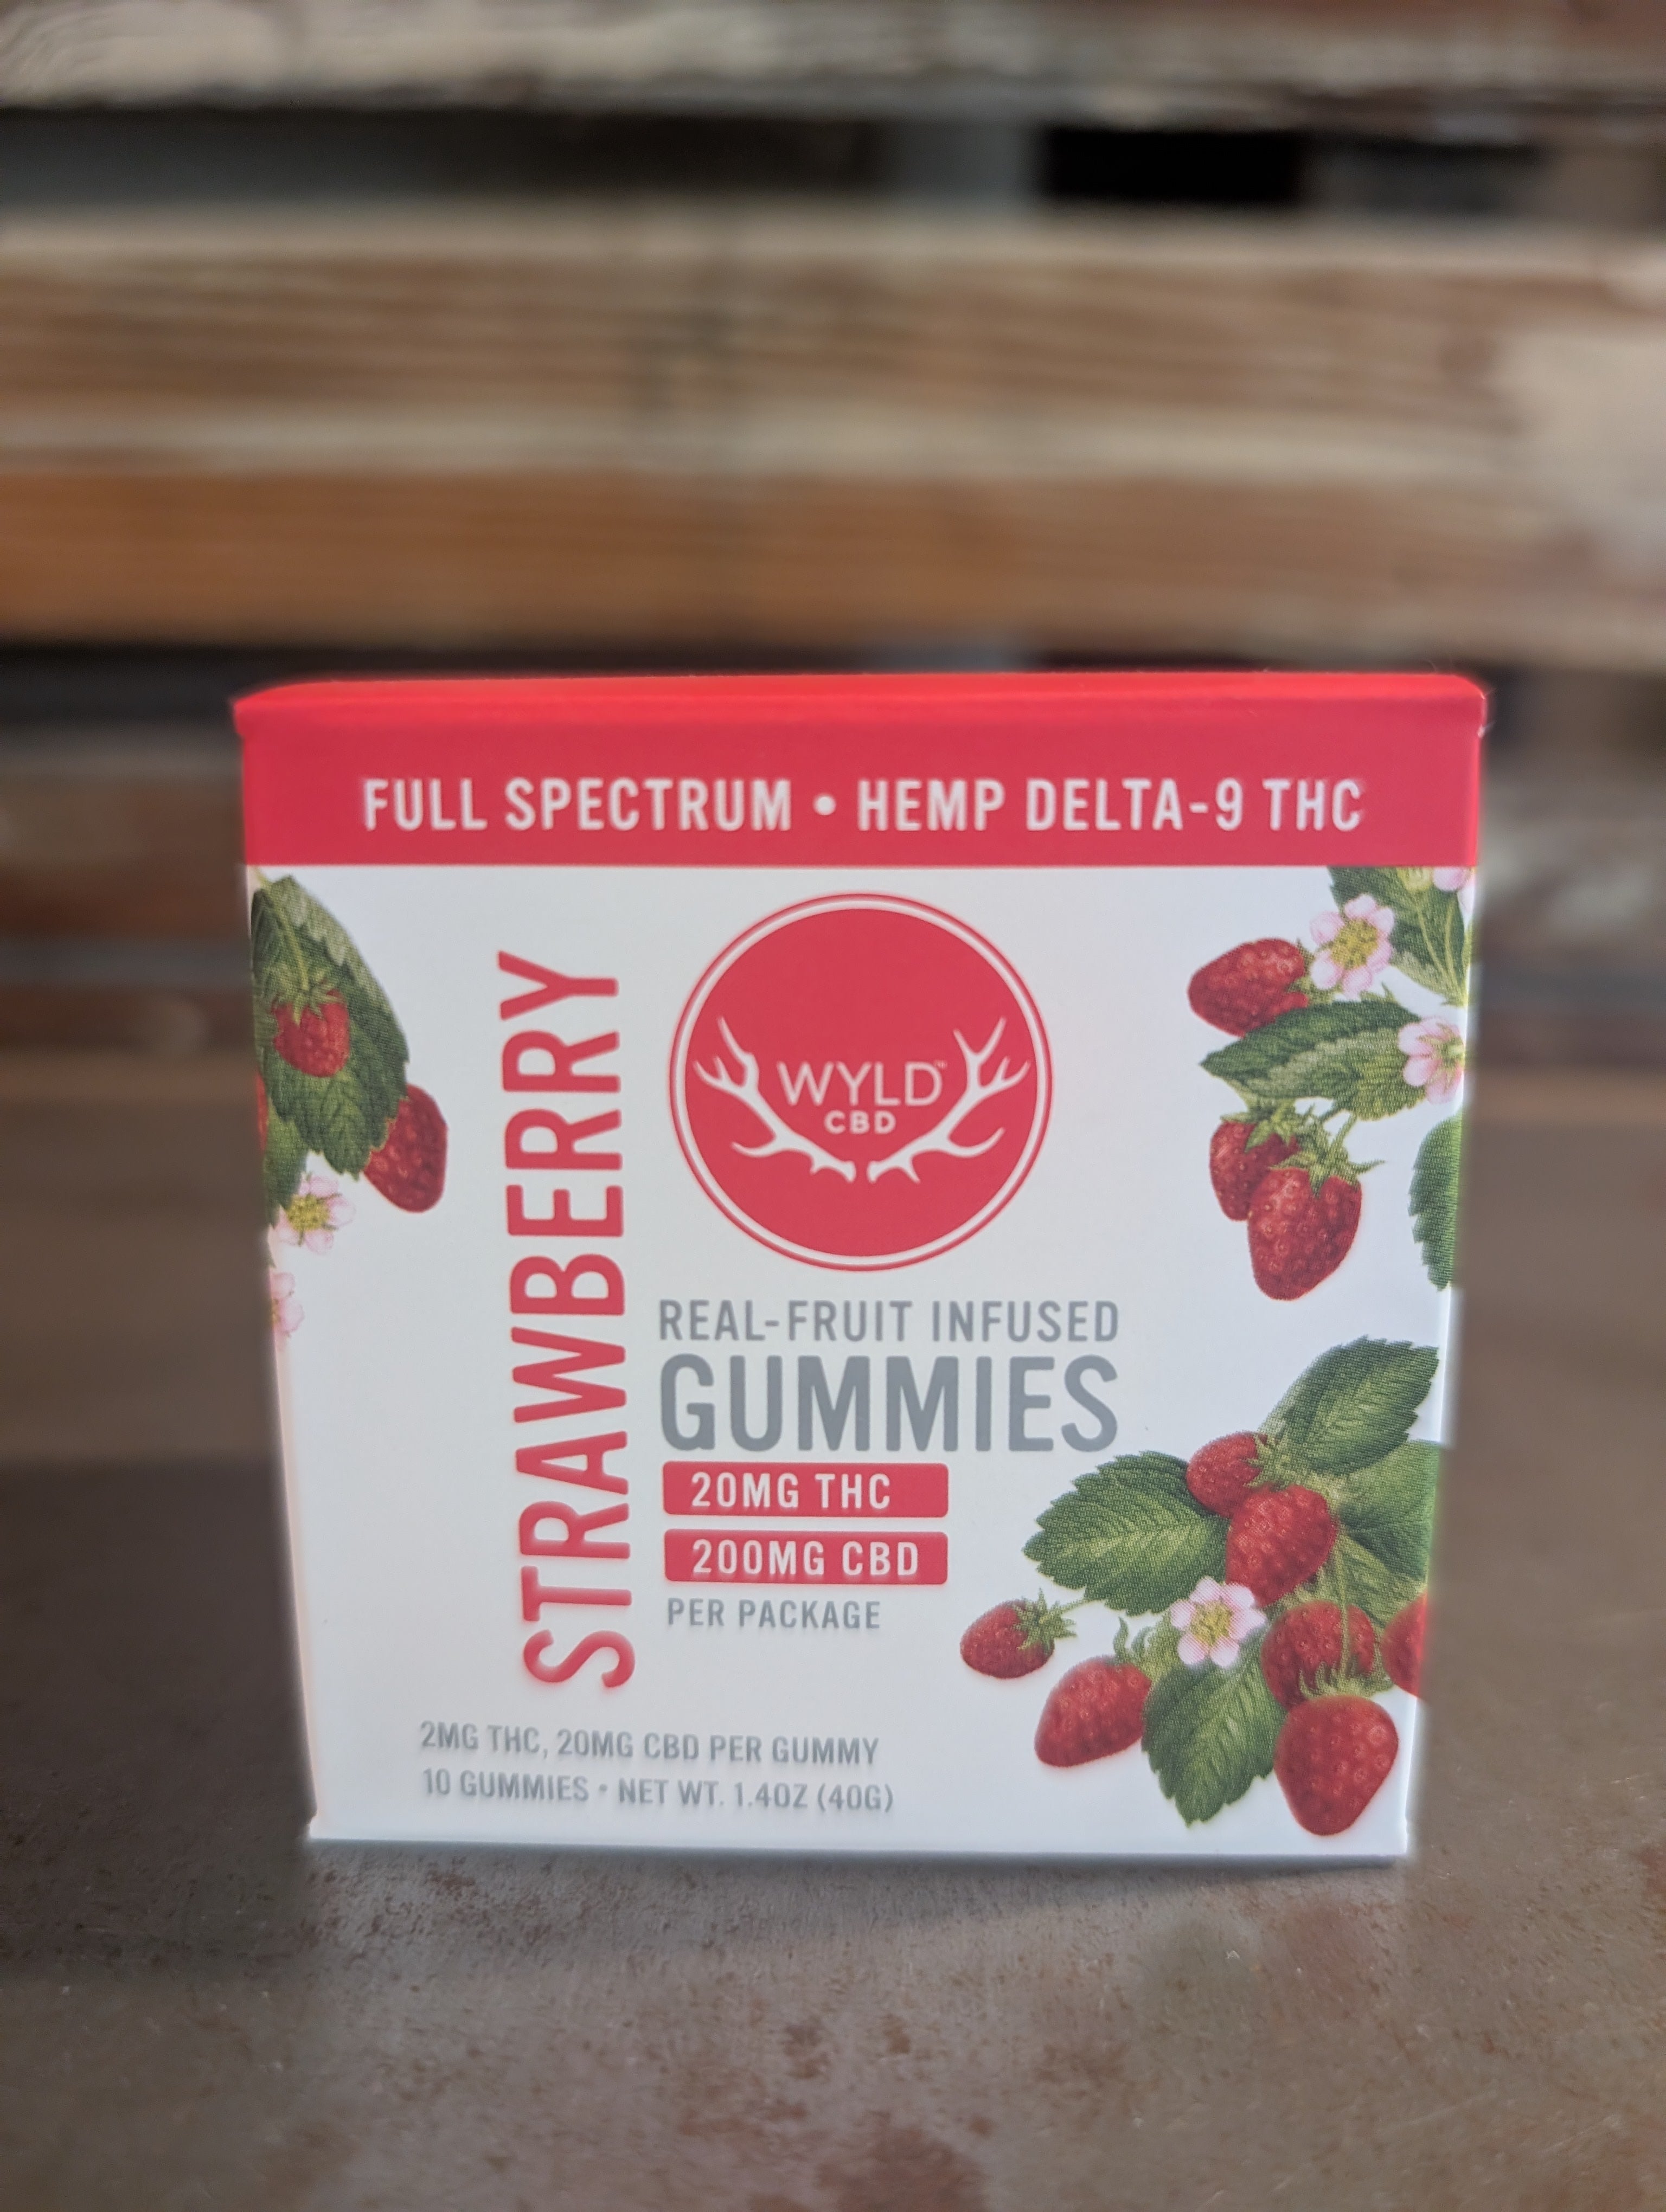 FULL SPECTRUM • HEMP DELTA-9 THC
WYLD™
CBD
STRAWBERRY
REAL-FRUIT INFUSED
GUMMIES
20MG THC
200MG CBD
PER PACKAGE
2MG THC, 20MG CBD PER GUMMY
10 GUMMIES • NET WT. 1.4OZ (40G)